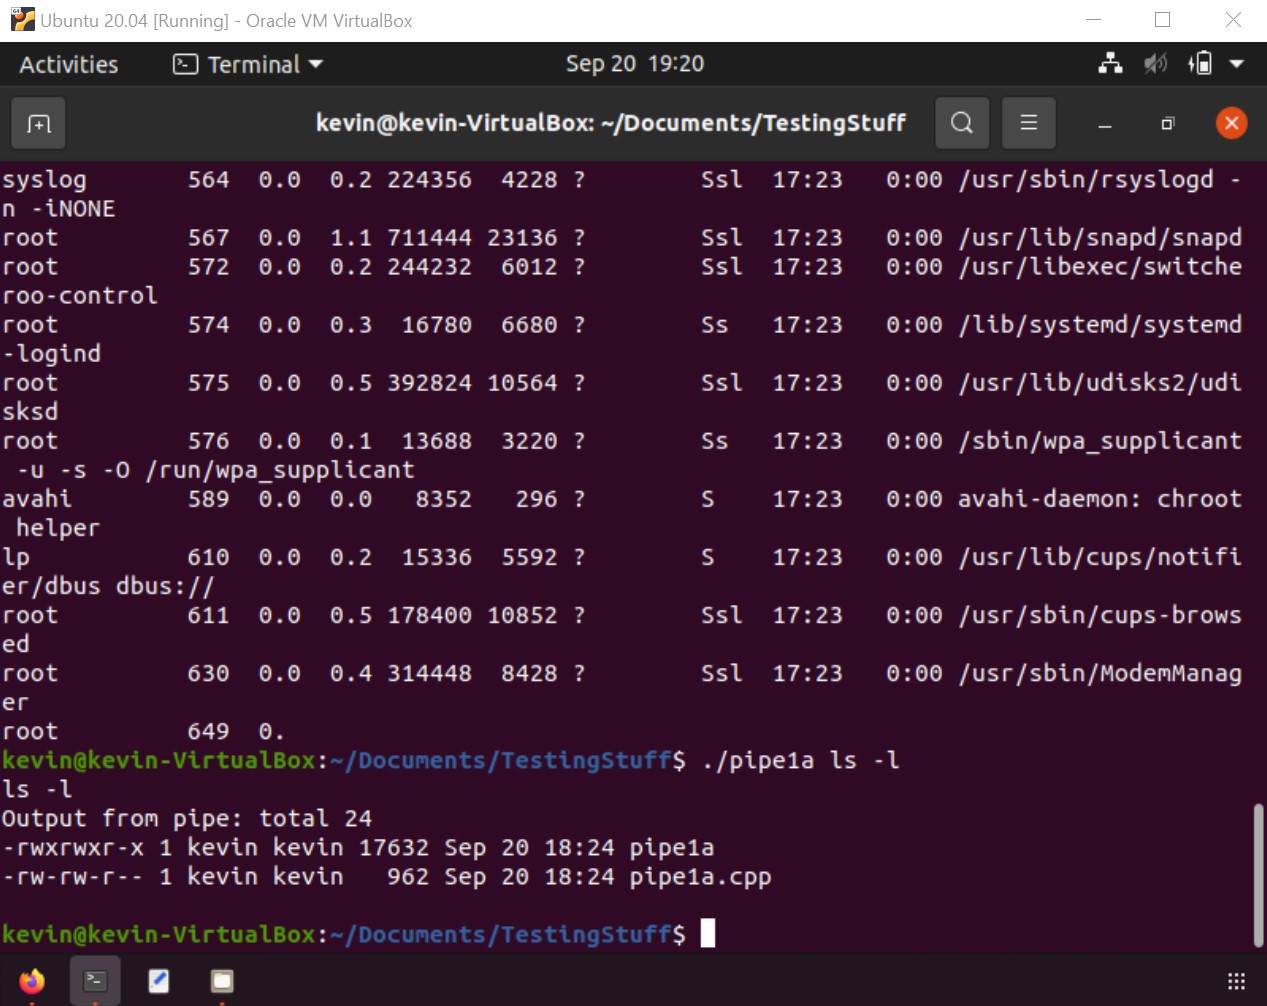 Ubuntu 20.04 [Running] - Oracle VM VirtualBox
Activities Terminal Sep 20 19:20
kevin@kevin-VirtualBox: ~/Documents/TestingStuff
syslog 564 0.0 0.2 224356 4228 ? Ssl 17:23 0:00 /usr/sbin/rsyslogd -
n -iNONE
root 567 0.0 1.1 711444 23136 ? Ssl 17:23 0:00 /usr/lib/snapd/snapd
root 572 0.0 0.2 244232 6012 ? Ssl 17:23 0:00 /usr/libexec/switche
roo-control
root 574 0.0 0.3 16780 6680 ? Ss 17:23 0:00 /lib/systemd/systemd
-logind
root 575 0.0 0.5 392824 10564 ? Ssl 17:23 0:00 /usr/lib/udisks2/udi
sksd
root 576 0.0 0.1 13688 3220 ? Ss 17:23 0:00 /sbin/wpa_supplicant
-u -s -O /run/wpa_supplicant
avahi 589 0.0 0.0 8352 296 ? S 17:23 0:00 avahi-daemon: chroot
helper
lp 610 0.0 0.2 15336 5592 ? S 17:23 0:00 /usr/lib/cups/notifi
er/dbus dbus://
root 611 0.0 0.5 178400 10852 ? Ssl 17:23 0:00 /usr/sbin/cups-brows
ed
root 630 0.0 0.4 314448 8428 ? Ssl 17:23 0:00 /usr/sbin/ModemManag
er
root 649 0.
kevin@kevin-VirtualBox:~/Documents/TestingStuff$ ./pipe1a ls -l
ls -l
Output from pipe: total 24
-rwxrwxr-x 1 kevin kevin 17632 Sep 20 18:24 pipe1a
-rw-rw-r-- 1 kevin kevin 962 Sep 20 18:24 pipe1a.cpp
kevin@kevin-VirtualBox:~/Documents/TestingStuff$